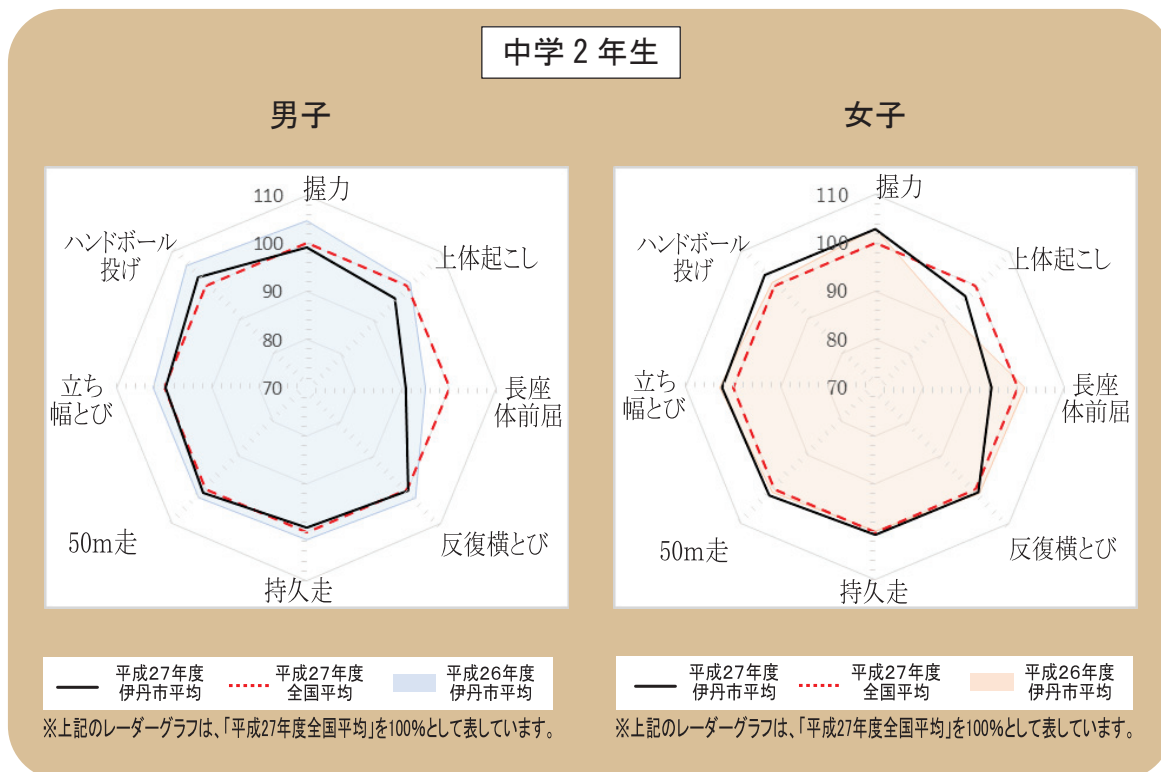 中学2年生
男子
握力
110
100
90
80
70
上体起こし
長座
体前屈
反復横とび
持久走
50m走
立ち
幅とび
ハンドボール
投げ
平成27年度
伊丹市平均
平成27年度
全国平均
平成26年度
伊丹市平均
※上記のレーダーグラフは、「平成27年度全国平均」を100%として表しています。
女子
握力
110
100
90
80
70
上体起こし
長座
体前屈
反復横とび
持久走
50m走
立ち
幅とび
ハンドボール
投げ
平成27年度
伊丹市平均
平成27年度
全国平均
平成26年度
伊丹市平均
※上記のレーダーグラフは、「平成27年度全国平均」を100%として表しています。